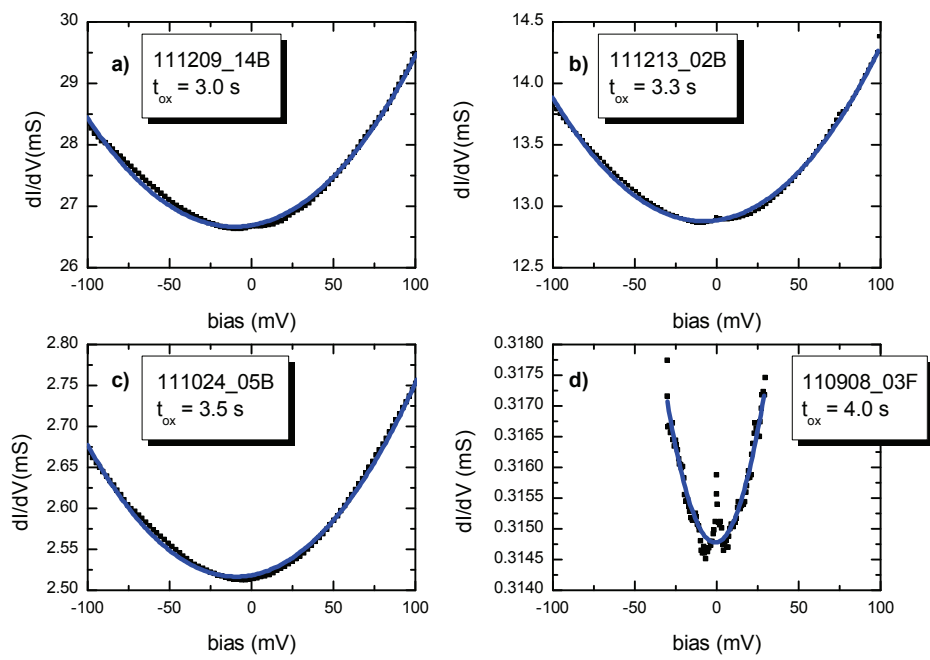 30
29
28
27
26
dI/dV(mS)
a)
111209_14B
t_ox = 3.0 s
-100 -50 0 50 100
bias (mV)
14.5
14.0
13.5
13.0
12.5
dI/dV(mS)
b)
111213_02B
t_ox = 3.3 s
-100 -50 0 50 100
bias (mV)
2.80
2.75
2.70
2.65
2.60
2.55
2.50
dI/dV(mS)
c)
111024_05B
t_ox = 3.5 s
-100 -50 0 50 100
bias (mV)
0.3180
0.3175
0.3170
0.3165
0.3160
0.3155
0.3150
0.3145
0.3140
dI/dV (mS)
d)
110908_03F
t_ox = 4.0 s
-100 -50 0 50 100
bias (mV)